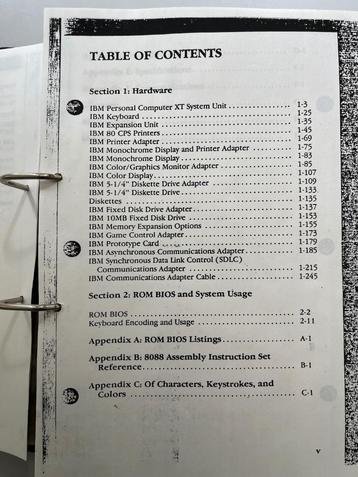 TABLE OF CONTENTS
Section 1: Hardware
IBM Personal Computer XT System Unit .............. 1-3
IBM Keyboard .............. 1-25
IBM Expansion Unit .............. 1-35
IBM 80 CPS Printers .............. 1-45
IBM Printer Adapter .............. 1-69
IBM Monochrome Display and Printer Adapter .............. 1-75
IBM Monochrome Display .............. 1-83
IBM Color/Graphics Monitor Adapter .............. 1-85
IBM Color Display .............. 1-107
IBM 5-1/4" Diskette Drive Adapter .............. 1-109
IBM 5-1/4" Diskette Drive .............. 1-133
Diskettes .............. 1-135
IBM Fixed Disk Drive Adapter .............. 1-137
IBM 10MB Fixed Disk Drive .............. 1-153
IBM Memory Expansion Options .............. 1-155
IBM Game Control Adapter .............. 1-173
IBM Prototype Card .............. 1-179
IBM Asynchronous Communications Adapter .............. 1-185
IBM Synchronous Data Link Control (SDLC)
Communications Adapter .............. 1-215
IBM Communications Adapter Cable .............. 1-245
Section 2: ROM BIOS and System Usage
ROM BIOS .............. 2-2
Keyboard Encoding and Usage .............. 2-11
Appendix A: ROM BIOS Listings .............. A-1
Appendix B: 8088 Assembly Instruction Set
Reference .............. B-1
Appendix C: Of Characters, Keystrokes, and
Colors .............. C-1
v